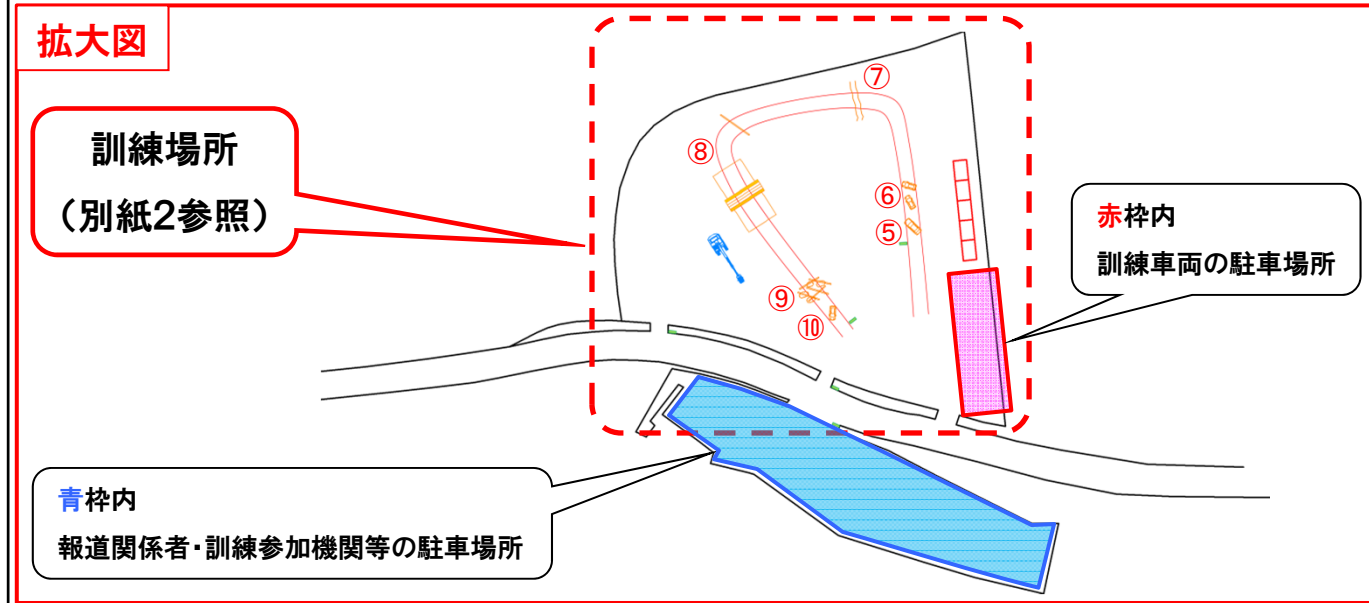 拡大図
訓練場所
（別紙2参照）
⑦
⑧
⑥
⑤
⑨
⑩
赤枠内
訓練車両の駐車場所
青枠内
報道関係者・訓練参加機関等の駐車場所